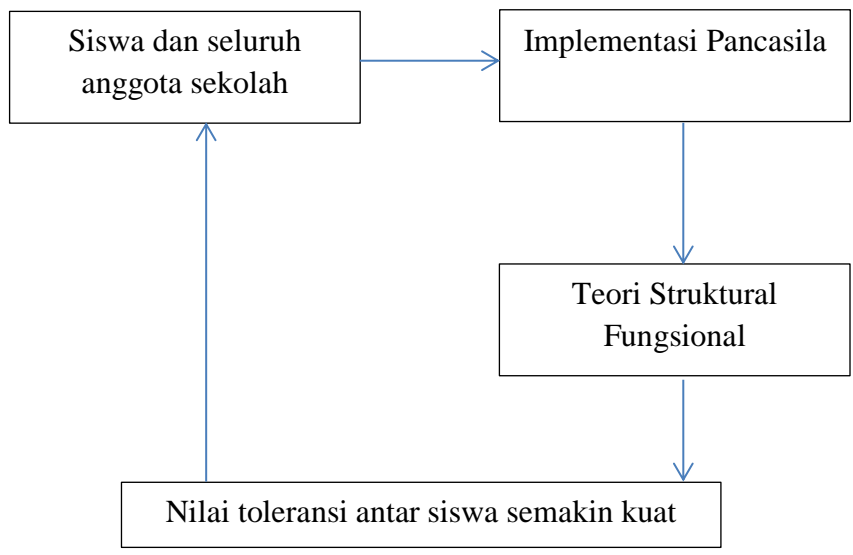 Siswa dan seluruh
anggota sekolah
Implementasi Pancasila
Teori Struktural
Fungsional
Nilai toleransi antar siswa semakin kuat